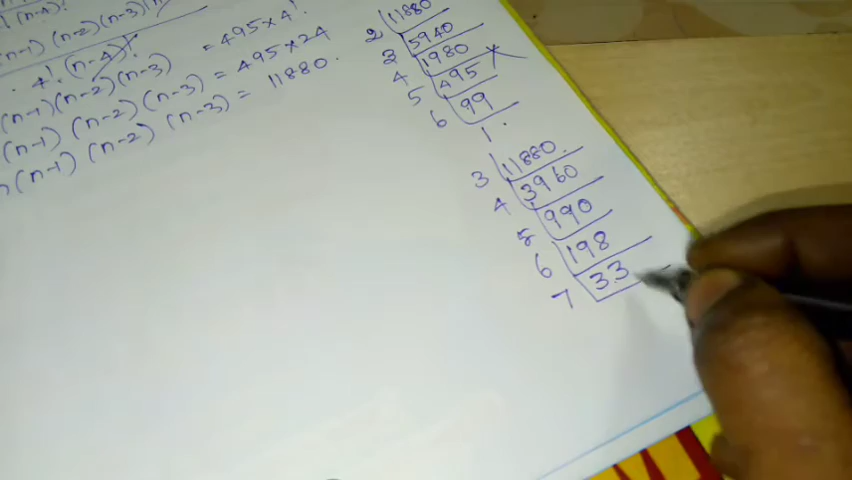 (n-4)!
(n-1) (n-2)(n-3)
4! . (n-4)!
(n-1)(n-2)(n-3) = 495×4!
(n-1) (n-2) (n-3) = 495×24
n(n-1) (n-2) (n-3) = 11880.
2 11880
3 5940
4 1980
5 495
6 99
1.
3 11880.
4 3960
5 990
6 198
7 33